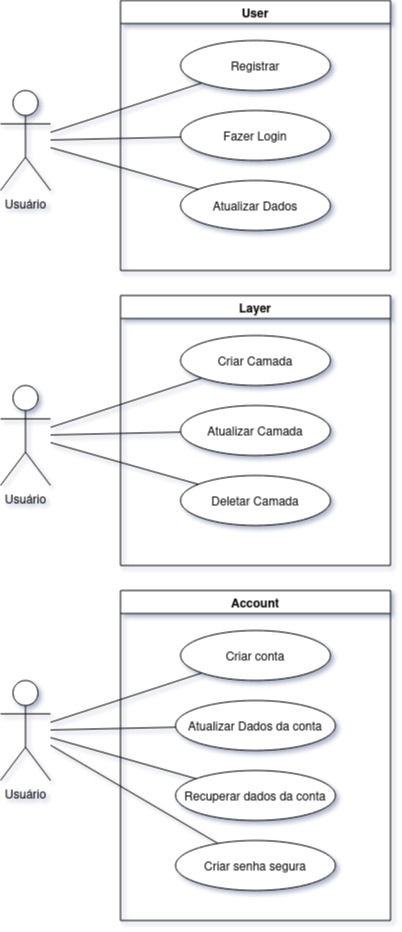 User
Registrar
Fazer Login
Atualizar Dados
Usuário
Layer
Criar Camada
Atualizar Camada
Deletar Camada
Usuário
Account
Criar conta
Atualizar Dados da conta
Recuperar dados da conta
Criar senha segura
Usuário